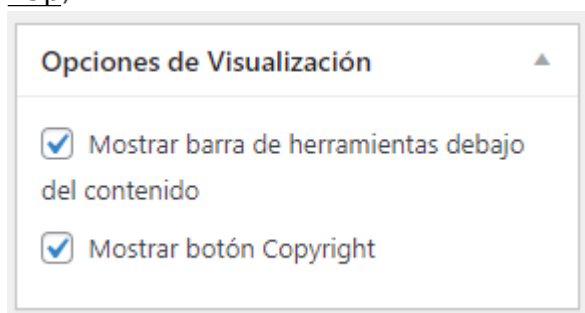 Opciones de Visualización
Mostrar barra de herramientas debajo
del contenido
Mostrar botón Copyright